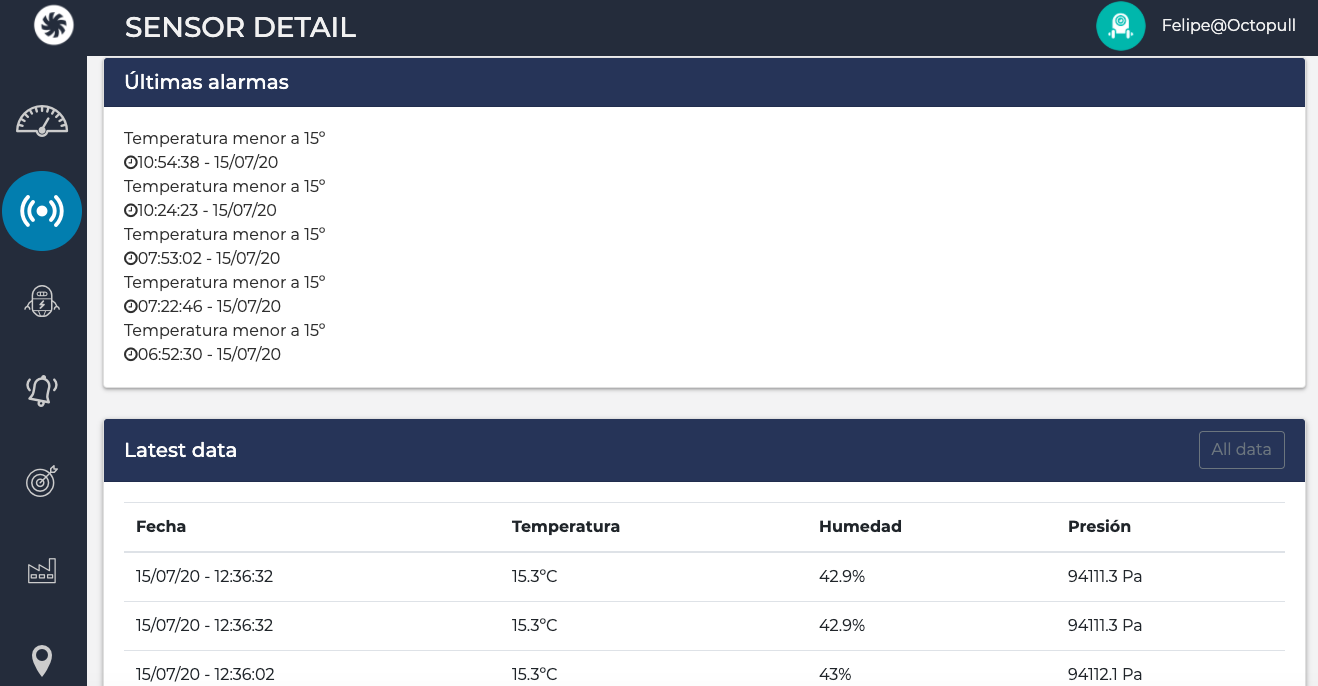 SENSOR DETAIL
Felipe@Octopull
Últimas alarmas
Temperatura menor a 15º
10:54:38 - 15/07/20
Temperatura menor a 15º
10:24:23 - 15/07/20
Temperatura menor a 15º
07:53:02 - 15/07/20
Temperatura menor a 15º
07:22:46 - 15/07/20
Temperatura menor a 15º
06:52:30 - 15/07/20
Latest data
All data
Fecha Temperatura Humedad Presión
15/07/20 - 12:36:32 15.3ºC 42.9% 94111.3 Pa
15/07/20 - 12:36:32 15.3ºC 42.9% 94111.3 Pa
15/07/20 - 12:36:02 15.3ºC 43% 94112.1 Pa